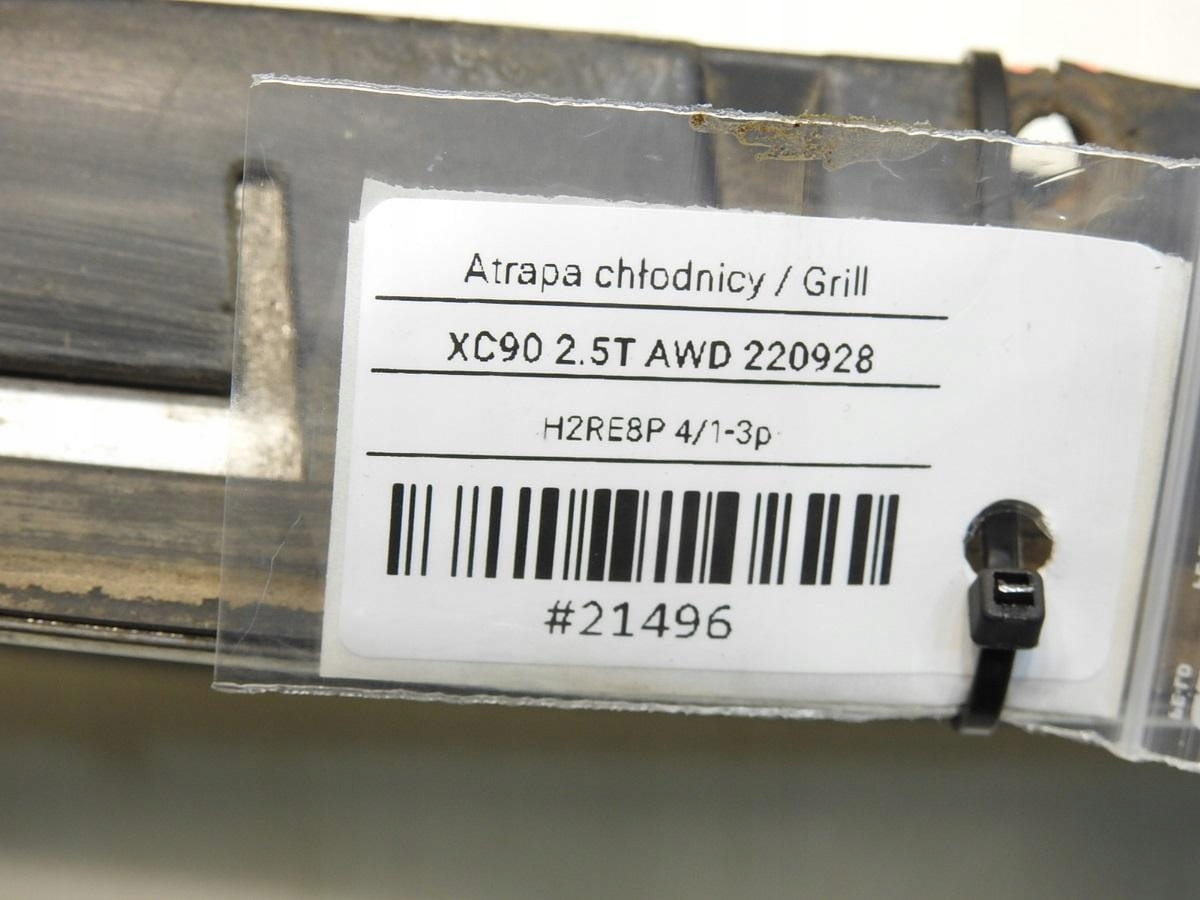 Atrapa chłodnicy / Grill
XC90 2.5T AWD 220928
H2RE8P 4/1-3p
#21496